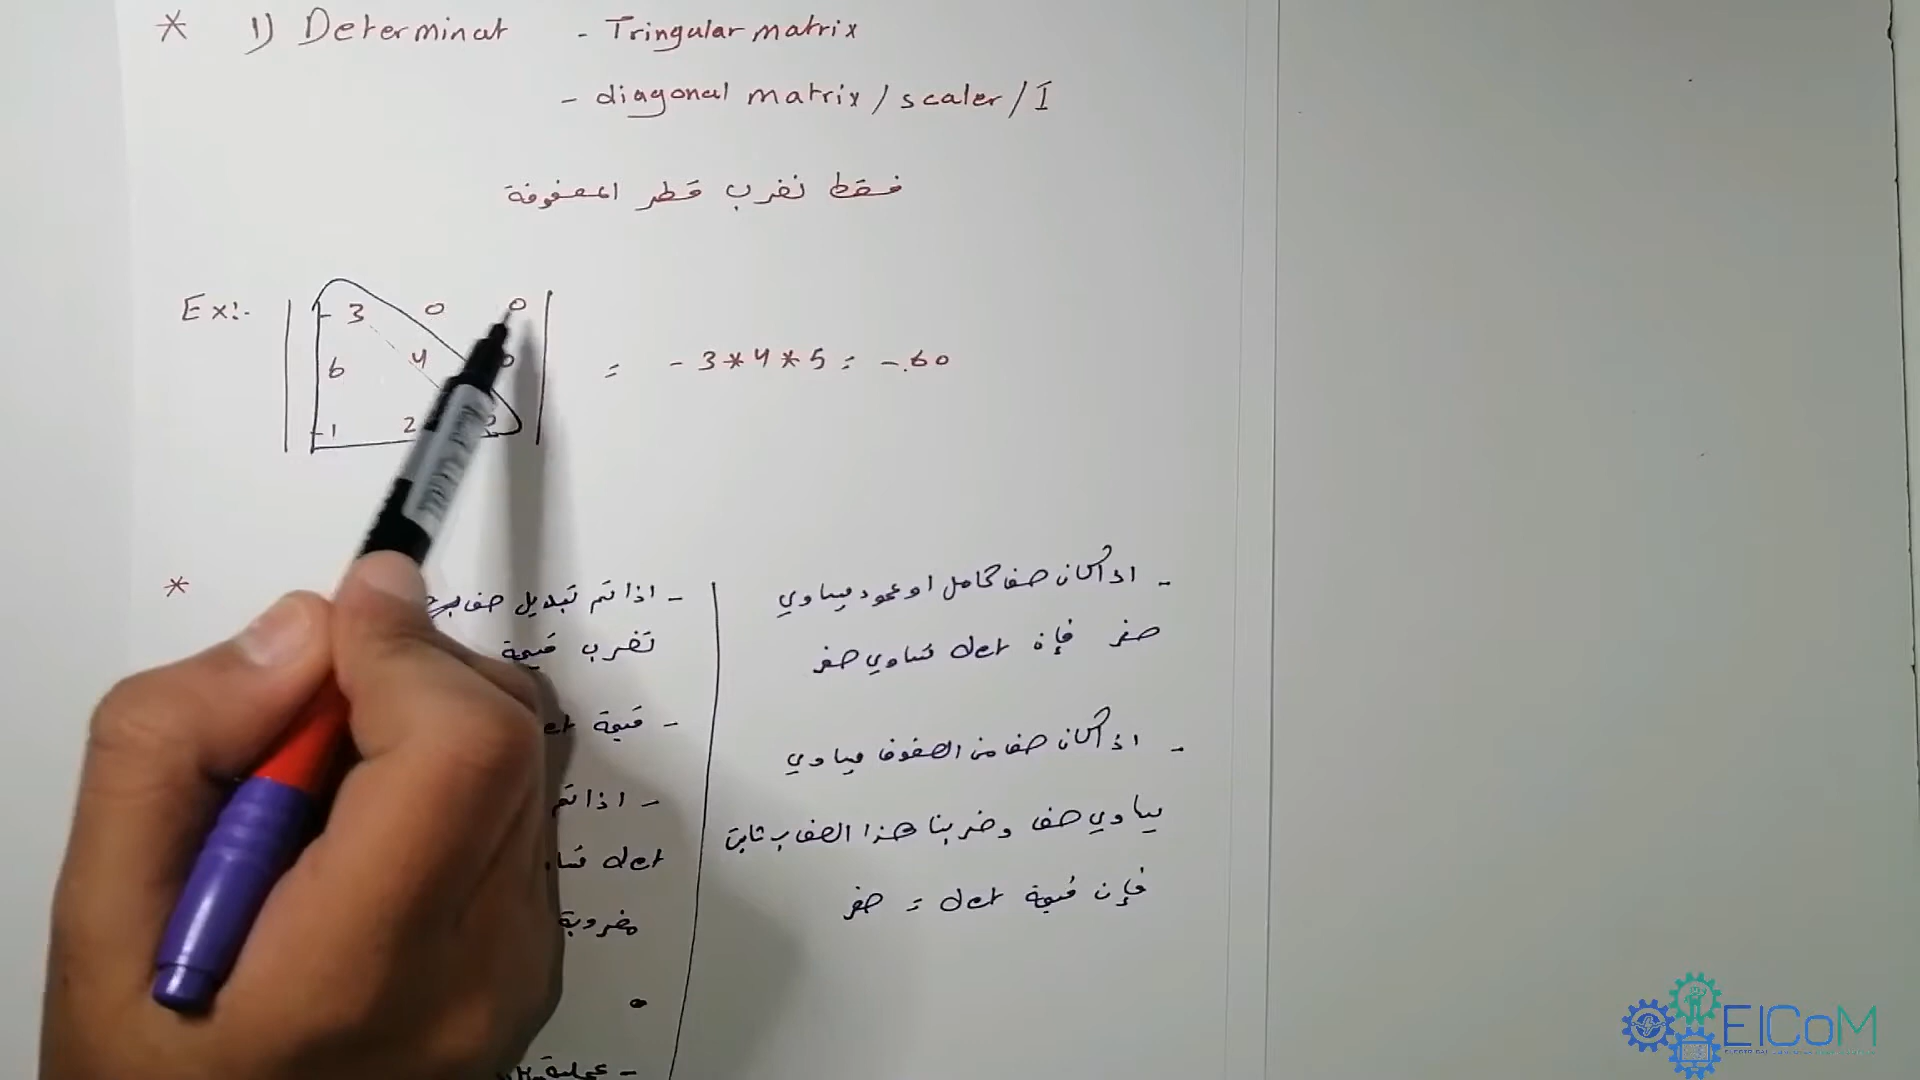 * 1) Determinat - Tringular matrix
- diagonal matrix / scaler / I
فقط نضرب قطر المصفوفة
Ex:- | -3 0 0 | = -3*4*5 = -60
6 4 0
-1 2
* - اذا تم تبديل صف
تضرب قيمة
- قيمة
- اذا تم
det
مضروبة
- عملية
- اذا كان صف كامل او عمود يساوي
صفر فإن det تساوي صفر
- اذا كان صف من الصفوف يساوي
يساوي صف وضربنا هذا الصف ب ثابت
فإن قيمة det = صفر
EICoM